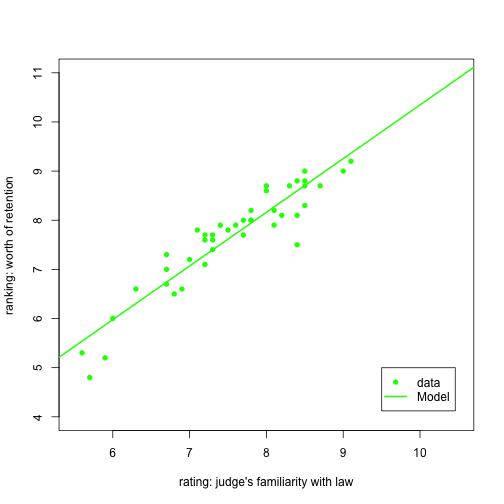 11
10
9
8
7
6
5
4
ranking: worth of retention
6 7 8 9 10
rating: judge's familiarity with law
data
Model